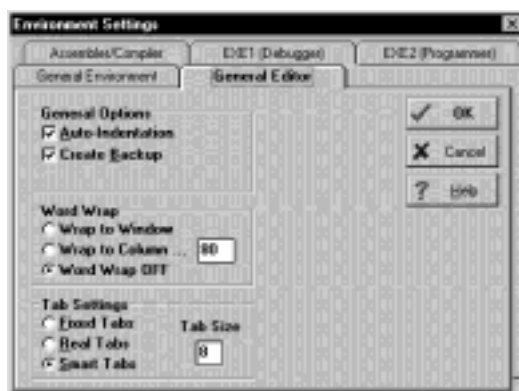 Environment Settings
Assembler/Compiler
EXE1 (Debugger)
EXE2 (Programmer)
General Environment
General Editor
General Options
Auto-Indentation
Create Backup
OK
Cancel
Help
Word Wrap
Wrap to Window
Wrap to Column ... 80
Word Wrap OFF
Tab Settings
Fixed Tabs
Real Tabs
Smart Tabs
Tab Size
8